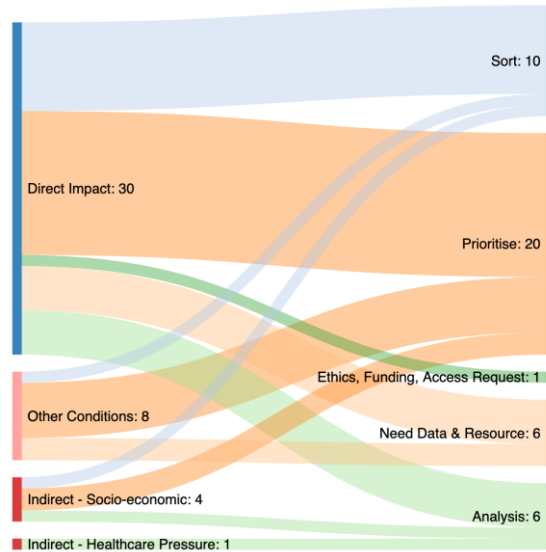 Sort: 10
Direct Impact: 30
Prioritise: 20
Ethics, Funding, Access Request: 1
Other Conditions: 8
Need Data & Resource: 6
Indirect - Socio-economic: 4
Analysis: 6
Indirect - Healthcare Pressure: 1